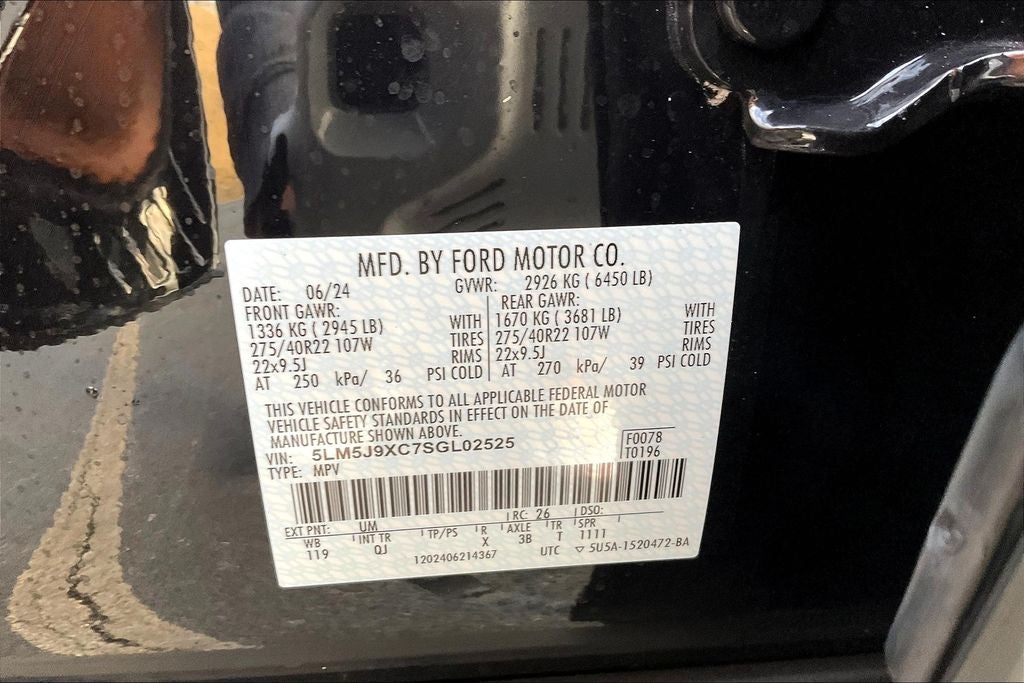 MFD. BY FORD MOTOR CO.
DATE: 06/24 GVWR: 2926 KG ( 6450 LB)
FRONT GAWR: REAR GAWR:
1336 KG ( 2945 LB) WITH 1670 KG ( 3681 LB) WITH
275/40R22 107W TIRES 275/40R22 107W TIRES
22x9.5J RIMS 22x9.5J RIMS
AT 250 kPa/ 36 PSI COLD AT 270 kPa/ 39 PSI COLD
THIS VEHICLE CONFORMS TO ALL APPLICABLE FEDERAL MOTOR
VEHICLE SAFETY STANDARDS IN EFFECT ON THE DATE OF
MANUFACTURE SHOWN ABOVE.
VIN: 5LM5J9XC7SGL02525 F0078
TYPE: MPV T0196
EXT PNT: UM RC: 26 DSO:
WB INT TR TP/PS R AXLE TR SPR
119 QJ X 3B T 1111
1202406214367 UTC ▽ 5U5A-1520472-BA